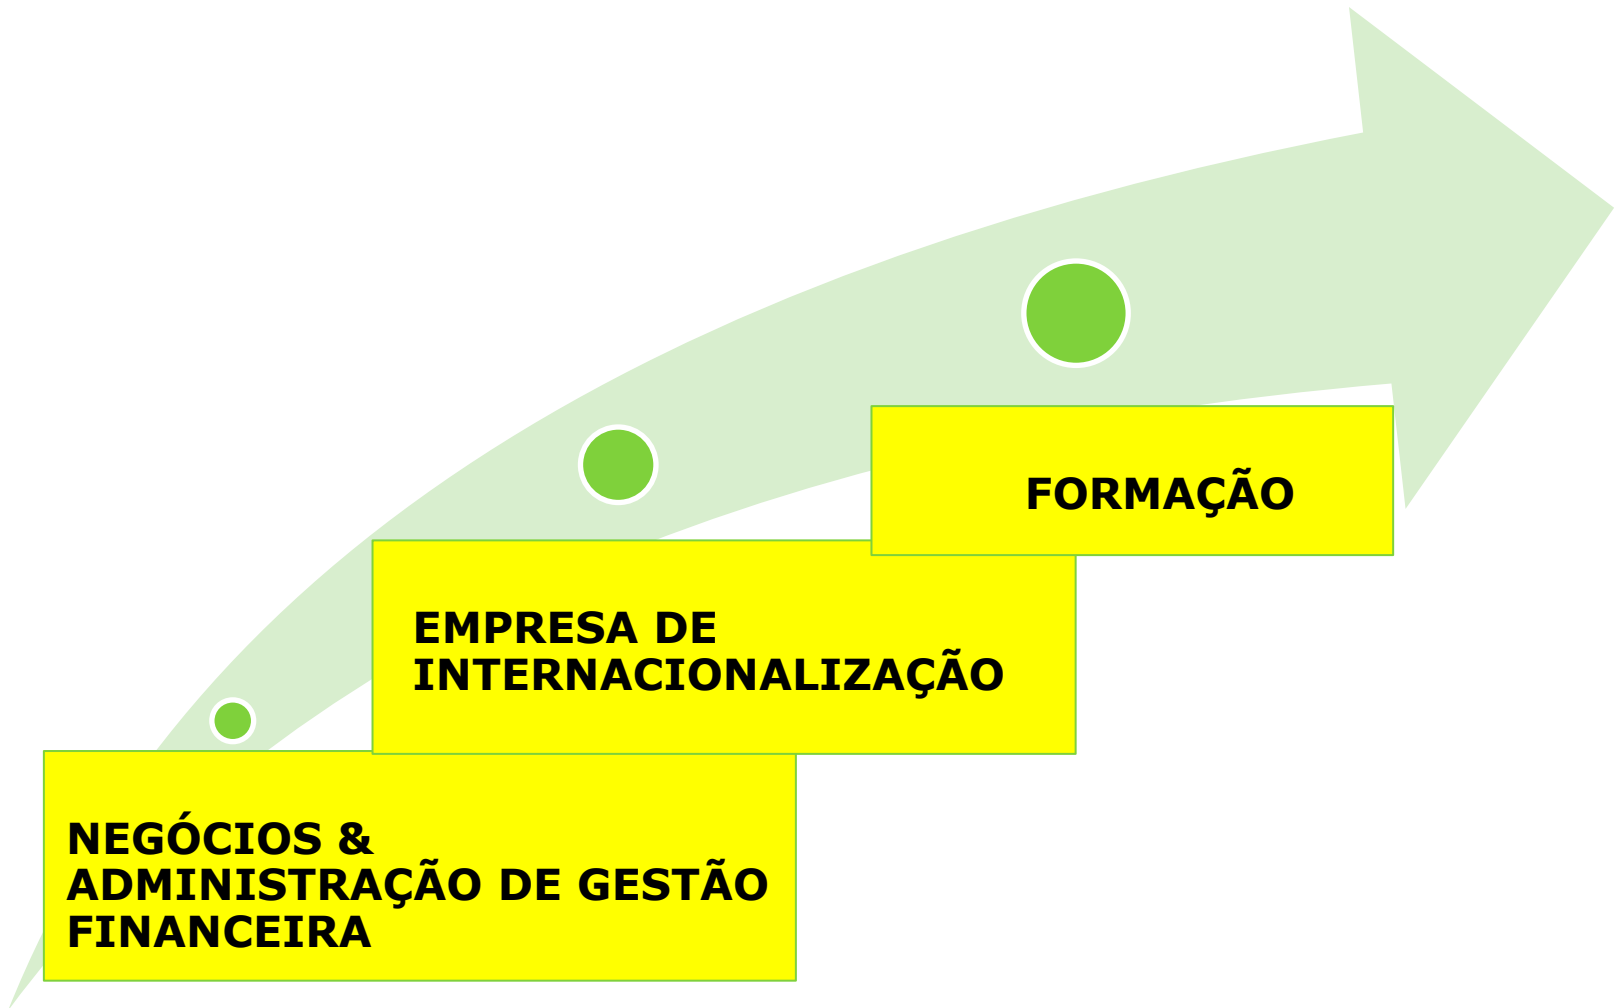 FORMAÇÃO
EMPRESA DE
INTERNACIONALIZAÇÃO
NEGÓCIOS &
ADMINISTRAÇÃO DE GESTÃO
FINANCEIRA